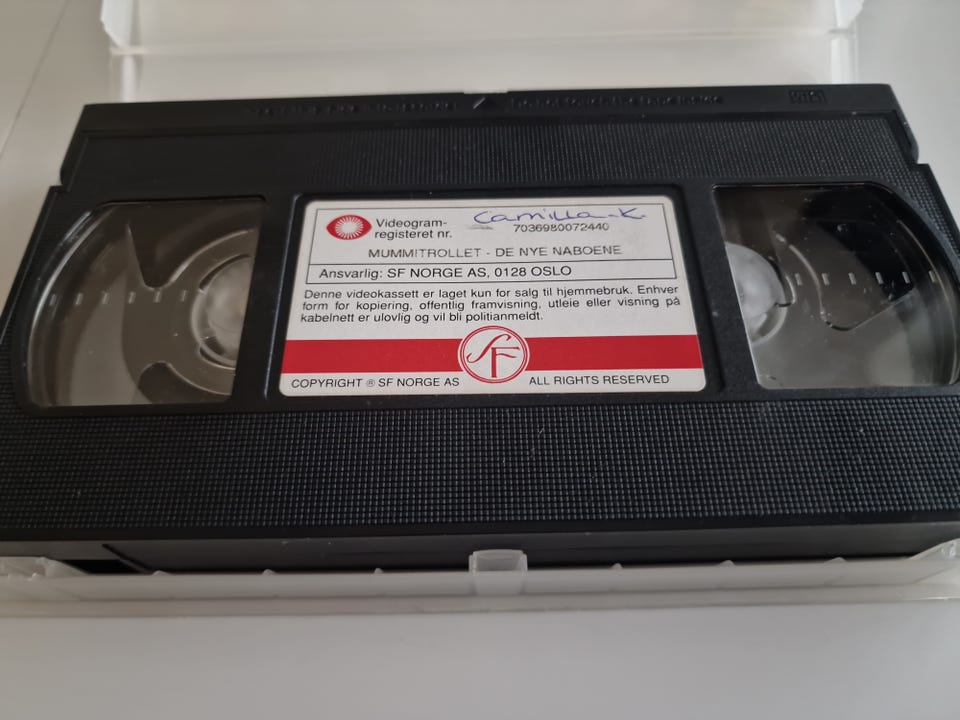 VHS
Camilla. K.
Videogram-
registeret nr. 7036980072440
MUMMITROLLET - DE NYE NABOENE
Ansvarlig: SF NORGE AS, 0128 OSLO
Denne videokassett er laget kun for salg til hjemmebruk. Enhver
form for kopiering, offentlig framvisning, utleie eller visning på
kabelnett er ulovlig og vil bli politianmeldt.
SF
COPYRIGHT ® SF NORGE AS ALL RIGHTS RESERVED